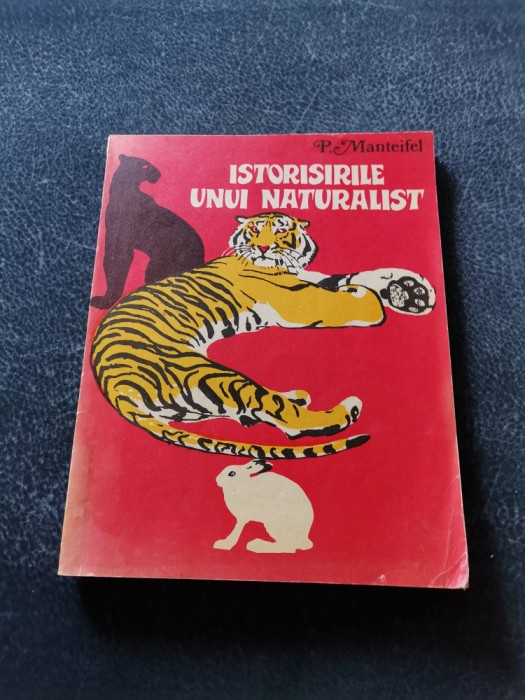 P. Manteifel
ISTORISIRILE
UNUI NATURALIST